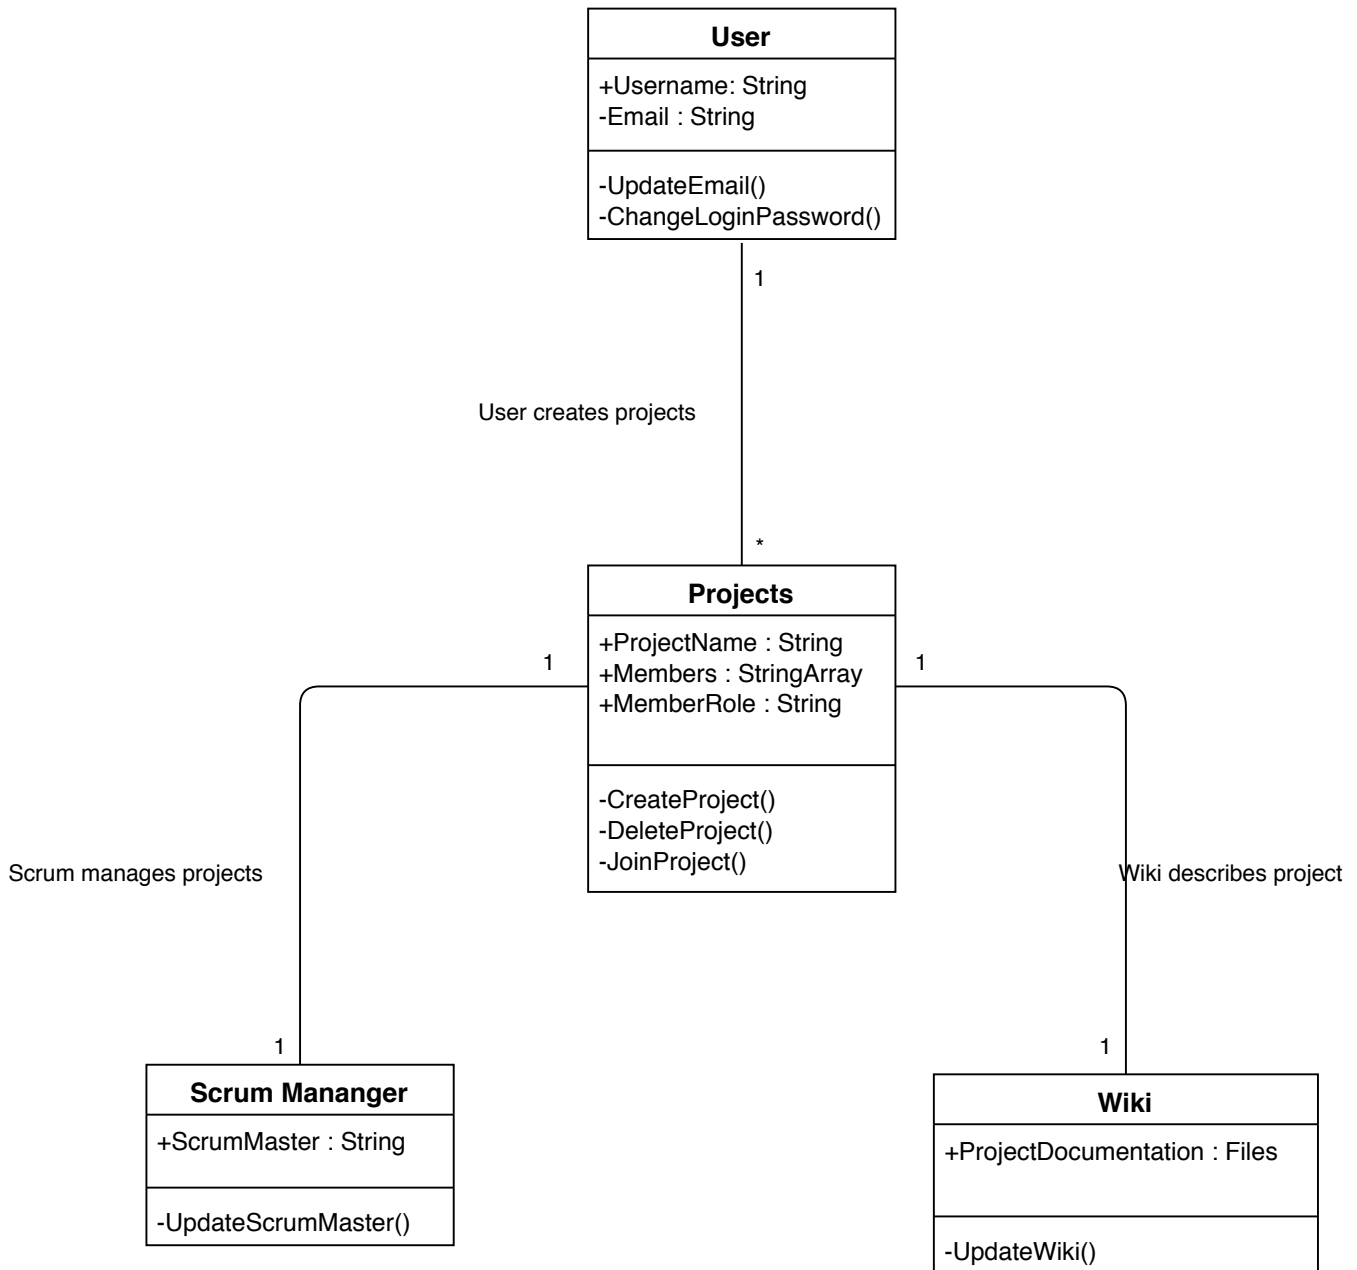 User
+Username: String
-Email : String
-UpdateEmail()
-ChangeLoginPassword()
1
User creates projects
*
Projects
+ProjectName : String
+Members : StringArray
+MemberRole : String
-CreateProject()
-DeleteProject()
-JoinProject()
1
1
Scrum manages projects
Wiki describes project
1
1
Scrum Mananger
+ScrumMaster : String
-UpdateScrumMaster()
Wiki
+ProjectDocumentation : Files
-UpdateWiki()